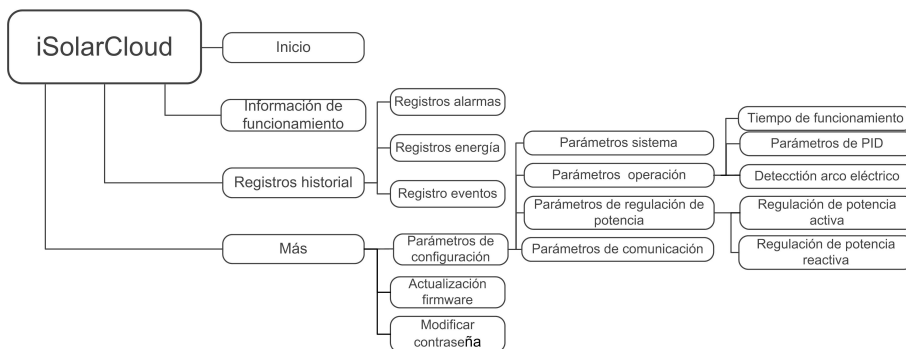 iSolarCloud
Inicio
Información de
funcionamiento
Registros historial
Registros alarmas
Registros energía
Registro eventos
Más
Parámetros de
configuración
Actualización
firmware
Modificar
contraseña
Parámetros sistema
Parámetros operación
Parámetros de regulación de
potencia
Parámetros de comunicación
Tiempo de funcionamiento
Parámetros de PID
Detecctión arco eléctrico
Regulación de potencia
activa
Regulación de potencia
reactiva